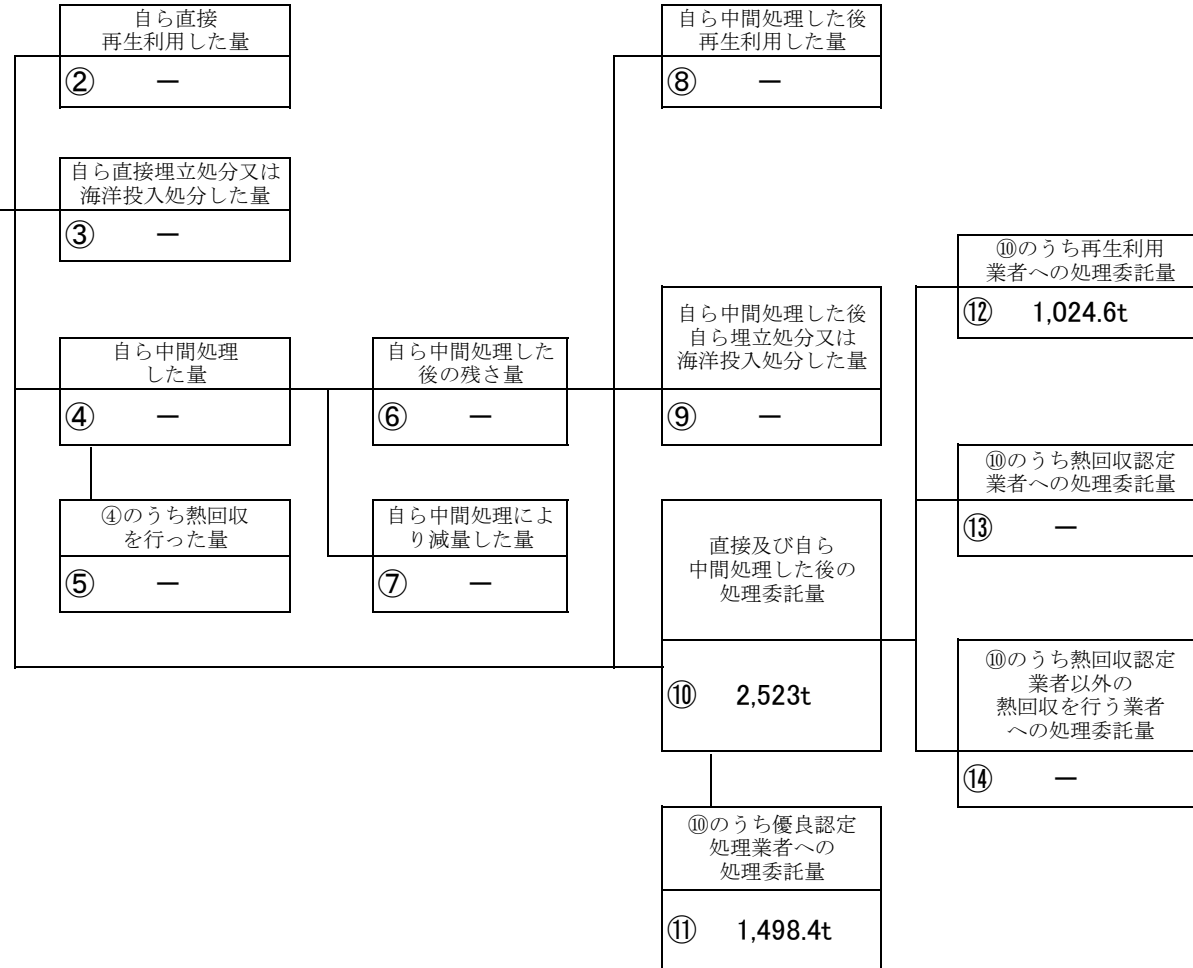 自ら直接
再生利用した量
② ー
自ら直接埋立処分又は
海洋投入処分した量
③ ー
自ら中間処理
した量
④ ー
④のうち熱回収
を行った量
⑤ ー
自ら中間処理した
後の残さ量
⑥ ー
自ら中間処理によ
り減量した量
⑦ ー
自ら中間処理した後
再生利用した量
⑧ ー
自ら中間処理した後
自ら埋立処分又は
海洋投入処分した量
⑨ ー
直接及び自ら
中間処理した後の
処理委託量
⑩ 2,523t
⑩のうち優良認定
処理業者への
処理委託量
⑪ 1,498.4t
⑩のうち再生利用
業者への処理委託量
⑫ 1,024.6t
⑩のうち熱回収認定
業者への処理委託量
⑬ ー
⑩のうち熱回収認定
業者以外の
熱回収を行う業者
への処理委託量
⑭ ー